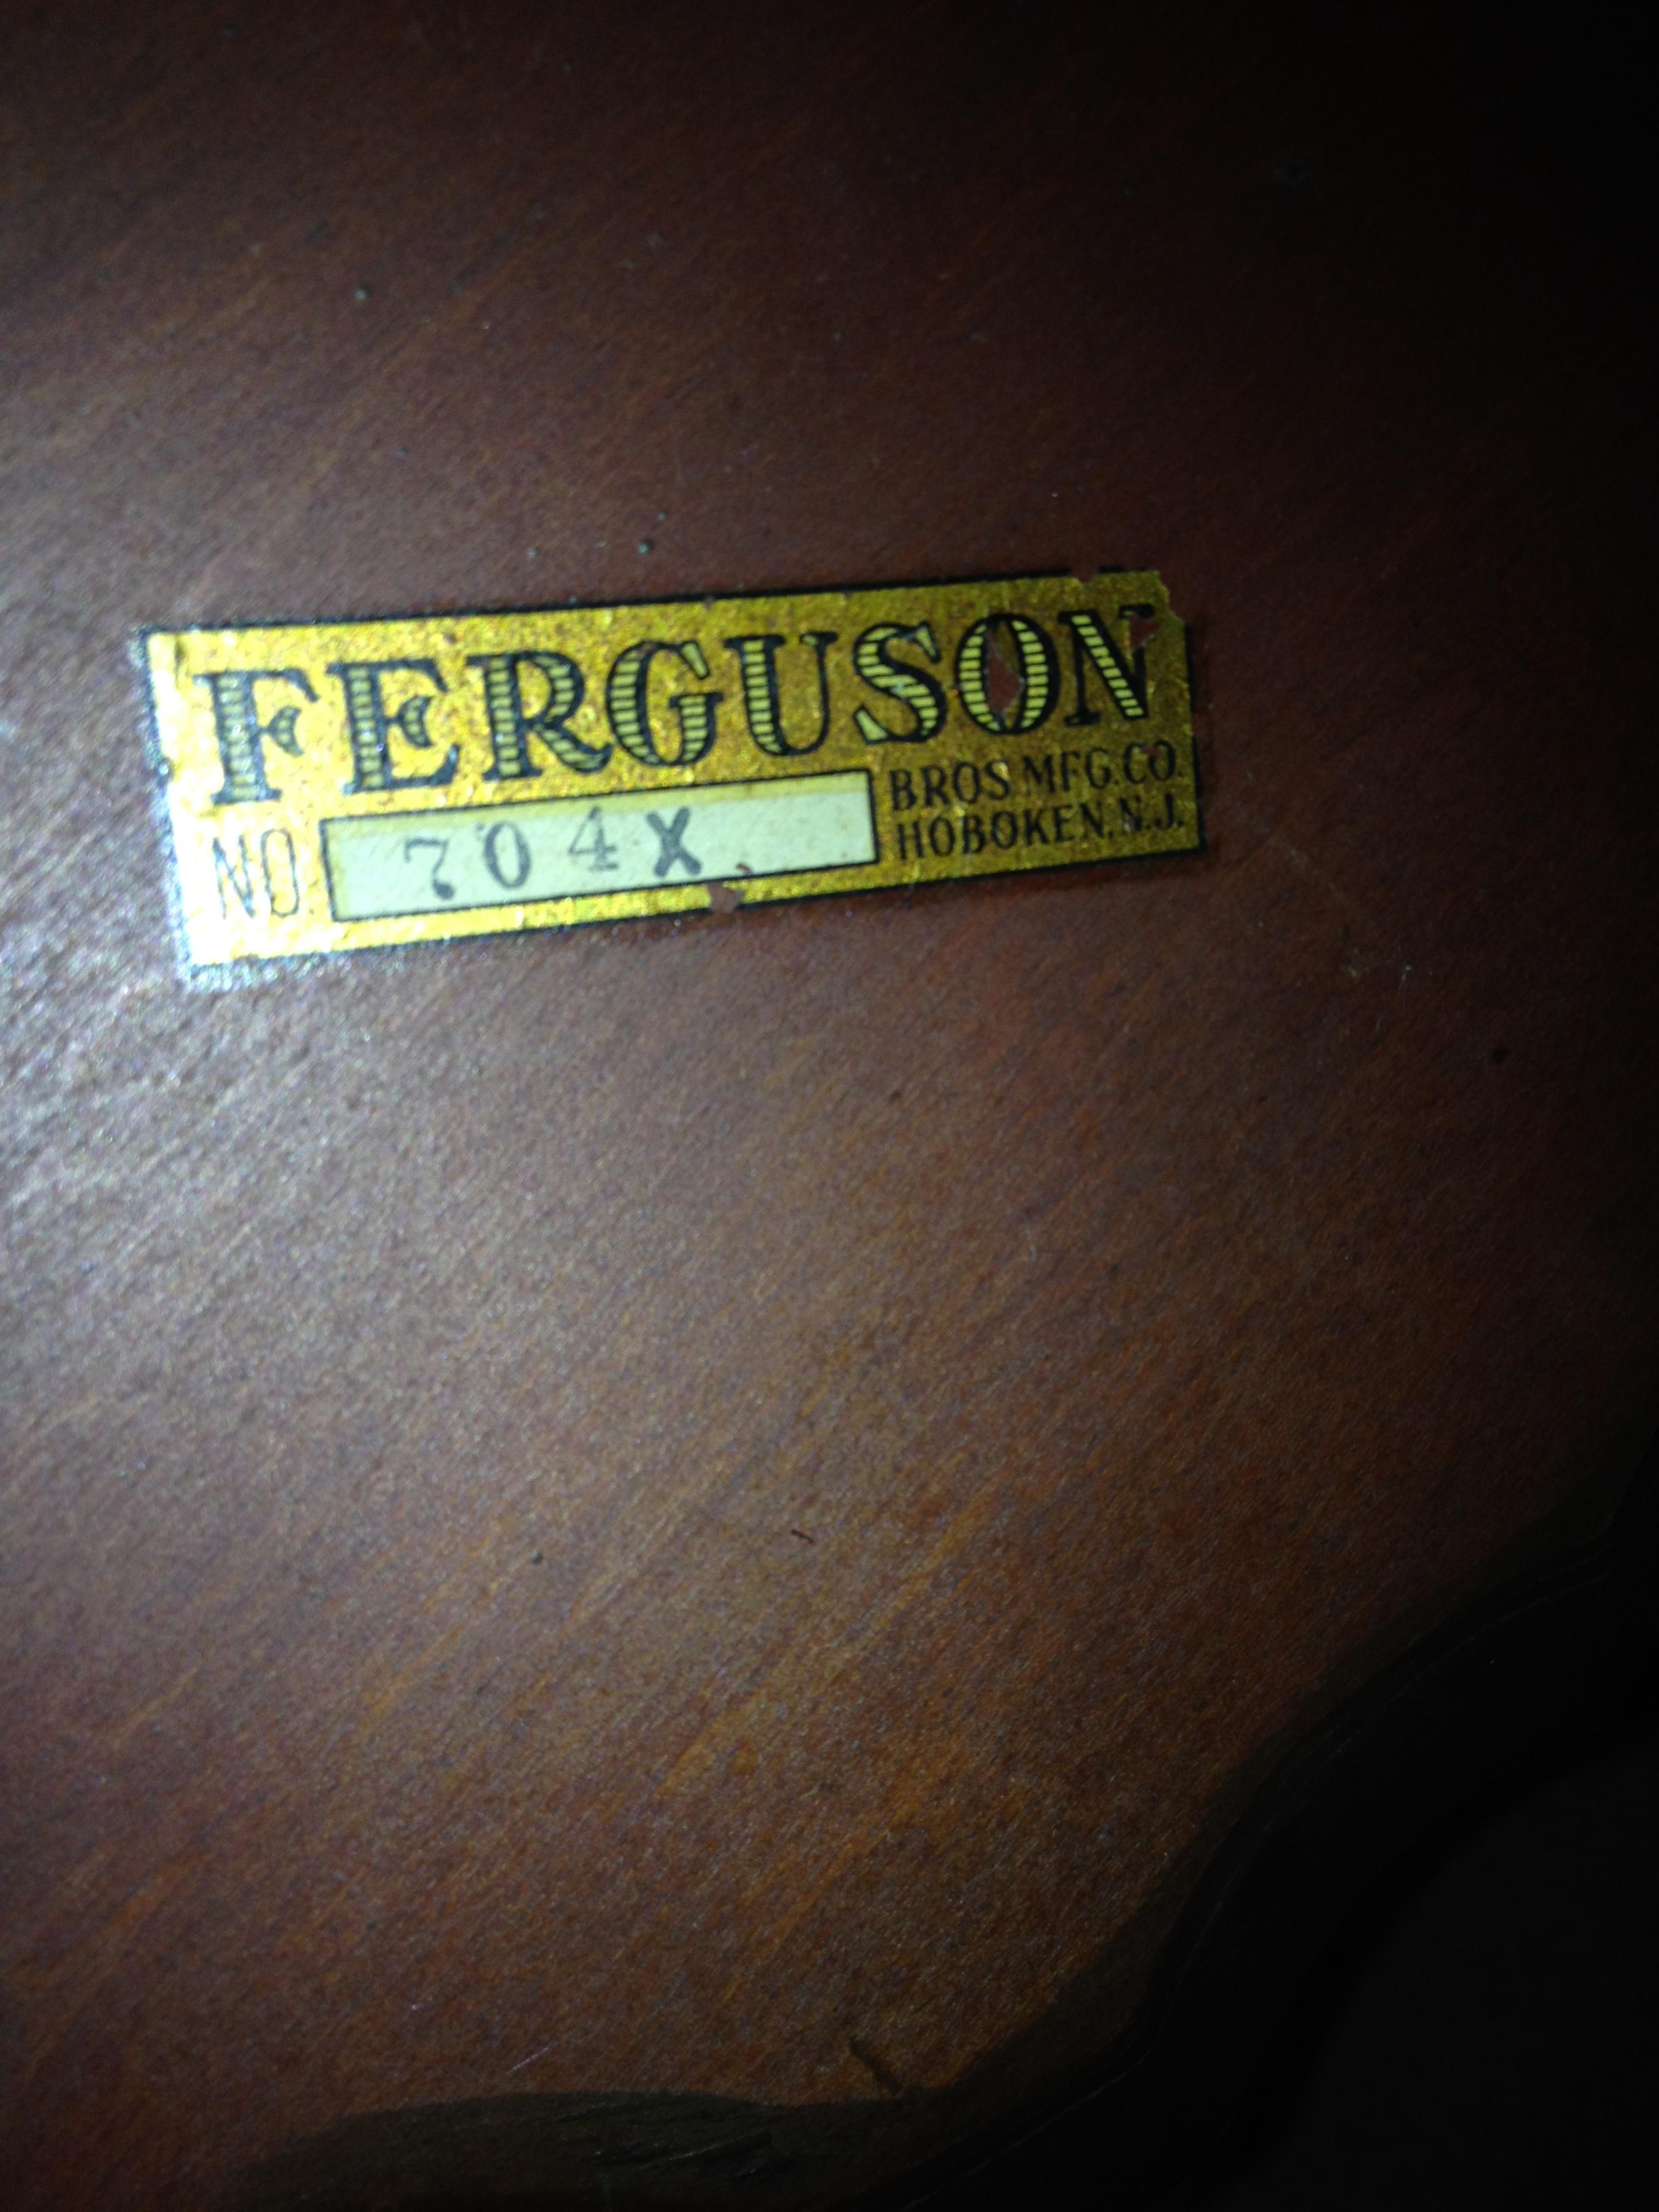 FERGUSON
BROS MFG. CO.
HOBOKEN, N.J.
NO. 704X